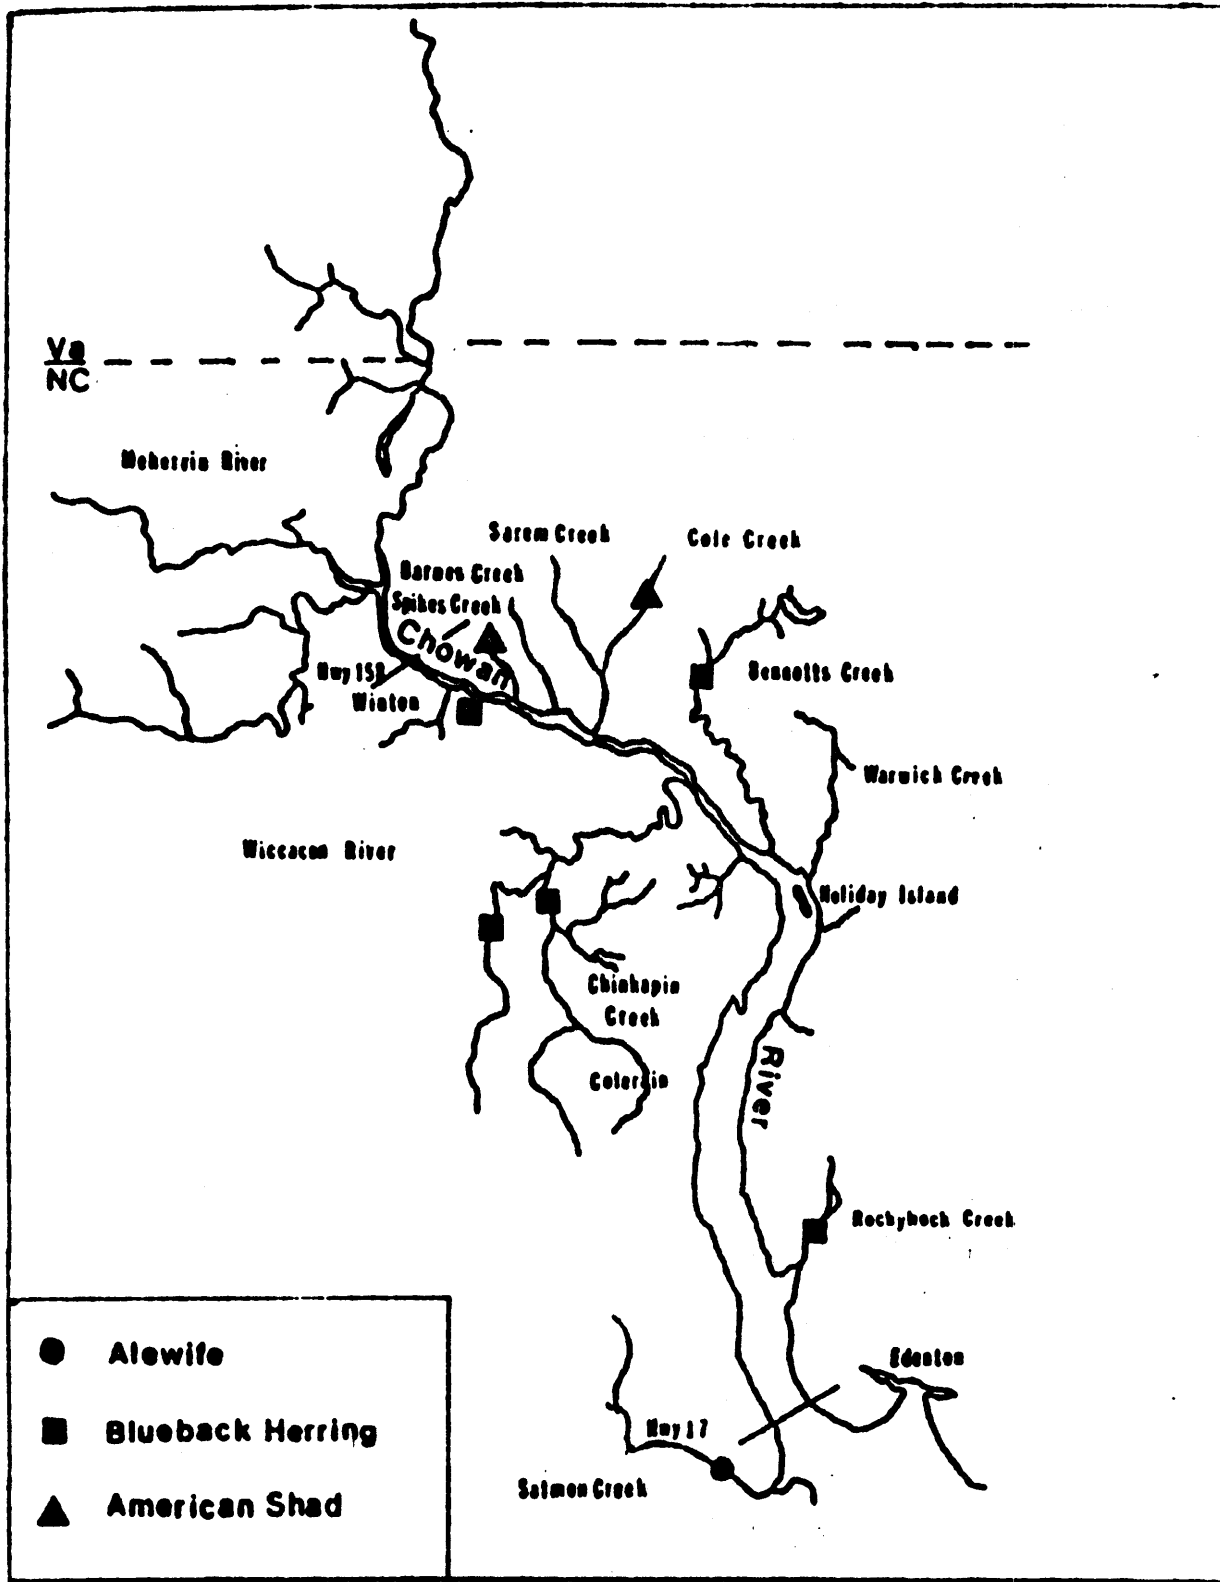 Va
NC
Meherrin River
Sarem Creek
Cole Creek
Barnes Creek
Spikes Creek
Chowan
Hwy 158
Winton
Bennetts Creek
Warwick Creek
Wiccacon River
Holiday Island
Chinkapin
Creek
Colerain
River
Rockyhock Creek
Edenton
Hwy 17
Salmon Creek
Alewife
Blueback Herring
American Shad